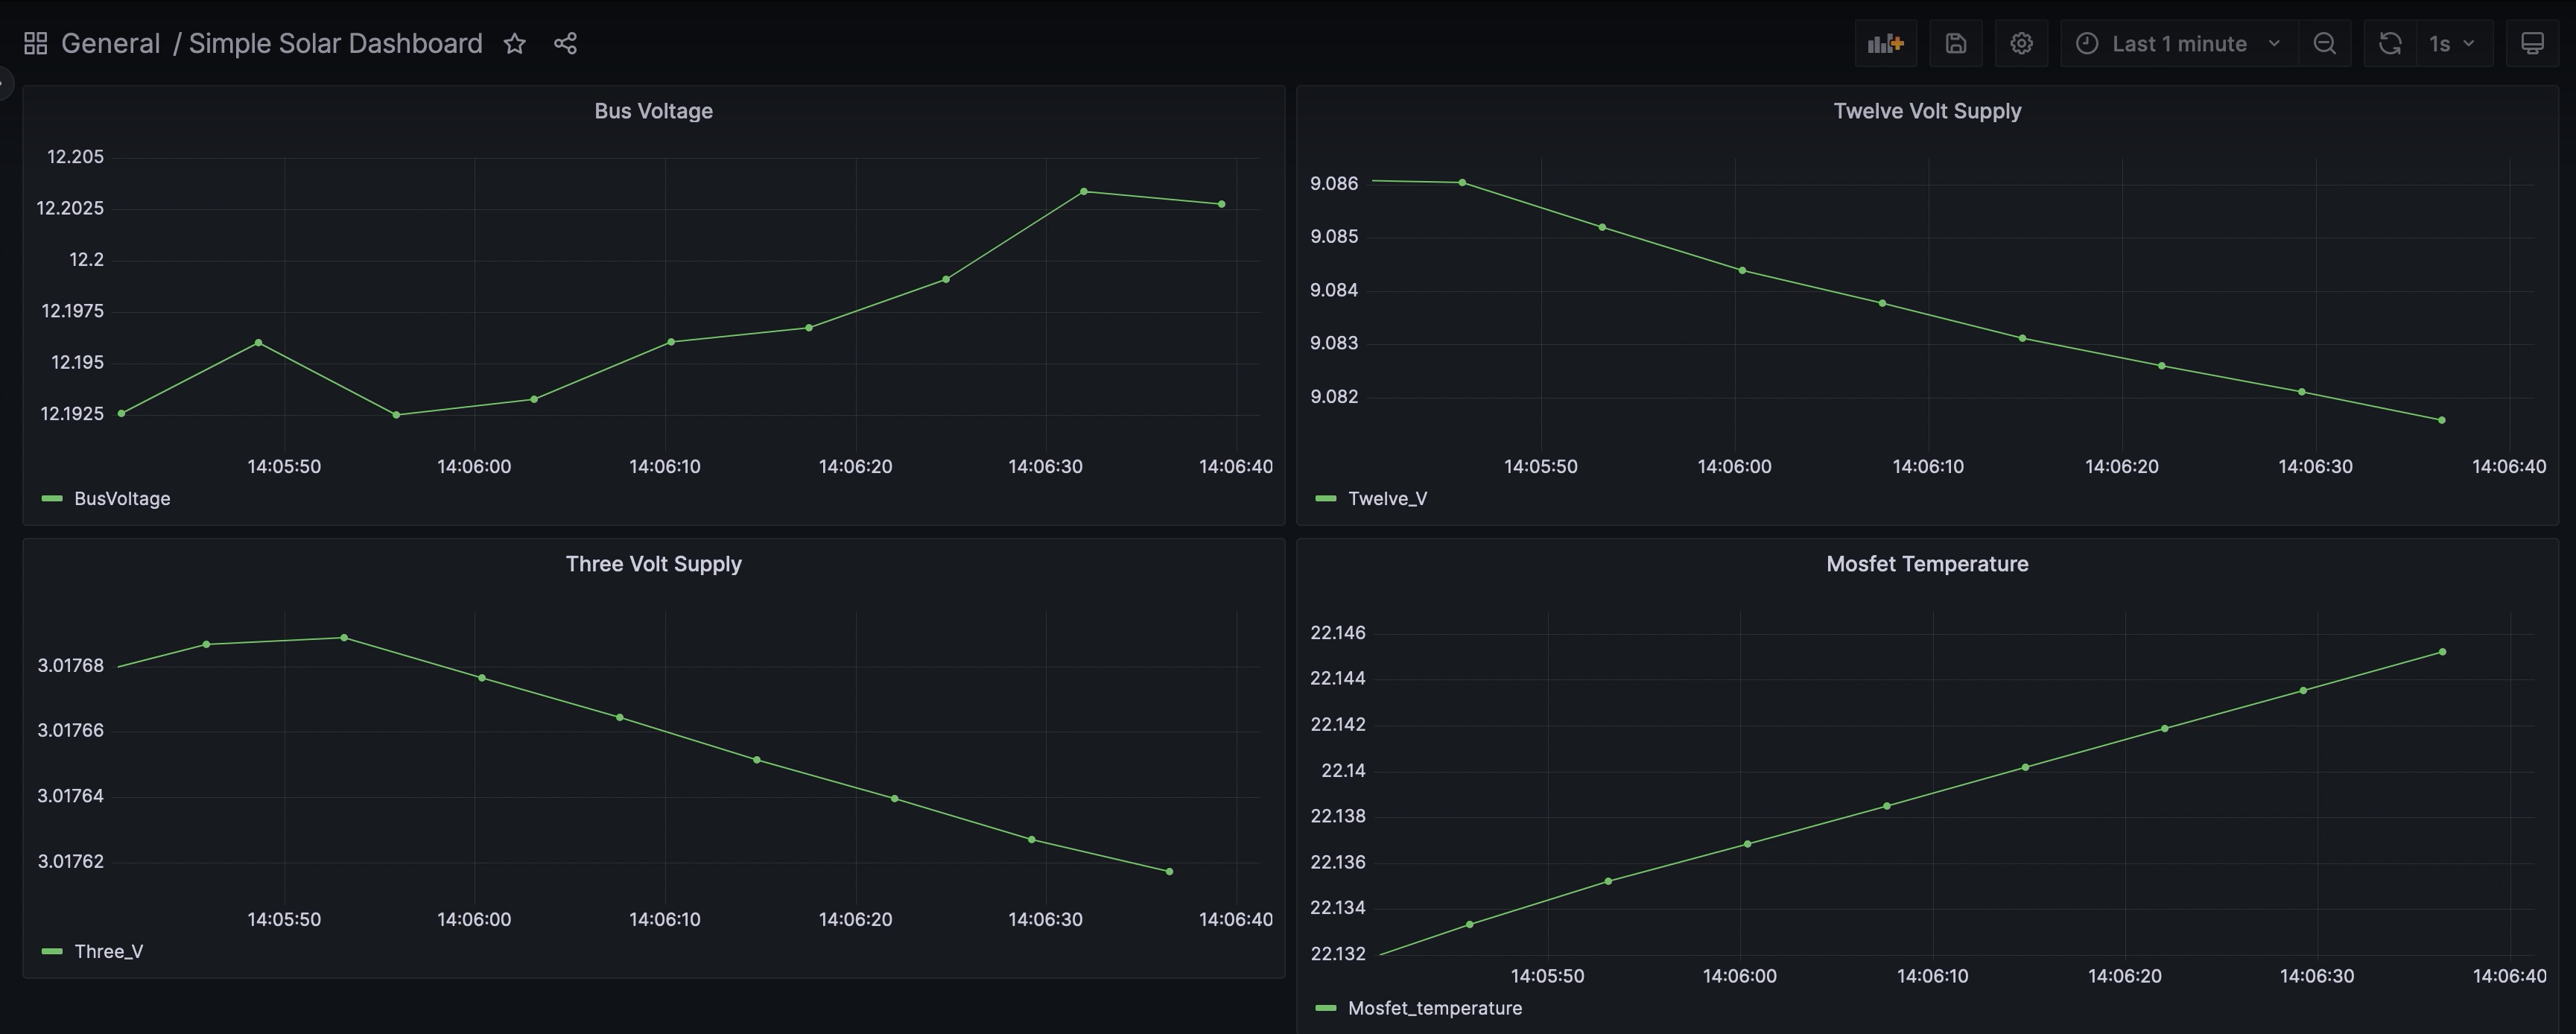 General / Simple Solar Dashboard
Last 1 minute
1s
Bus Voltage
12.205
12.2025
12.2
12.1975
12.195
12.1925
14:05:50 14:06:00 14:06:10 14:06:20 14:06:30 14:06:40
BusVoltage
Twelve Volt Supply
9.086
9.085
9.084
9.083
9.082
14:05:50 14:06:00 14:06:10 14:06:20 14:06:30 14:06:40
Twelve_V
Three Volt Supply
3.01768
3.01766
3.01764
3.01762
14:05:50 14:06:00 14:06:10 14:06:20 14:06:30 14:06:40
Three_V
Mosfet Temperature
22.146
22.144
22.142
22.14
22.138
22.136
22.134
22.132
14:05:50 14:06:00 14:06:10 14:06:20 14:06:30 14:06:40
Mosfet_temperature